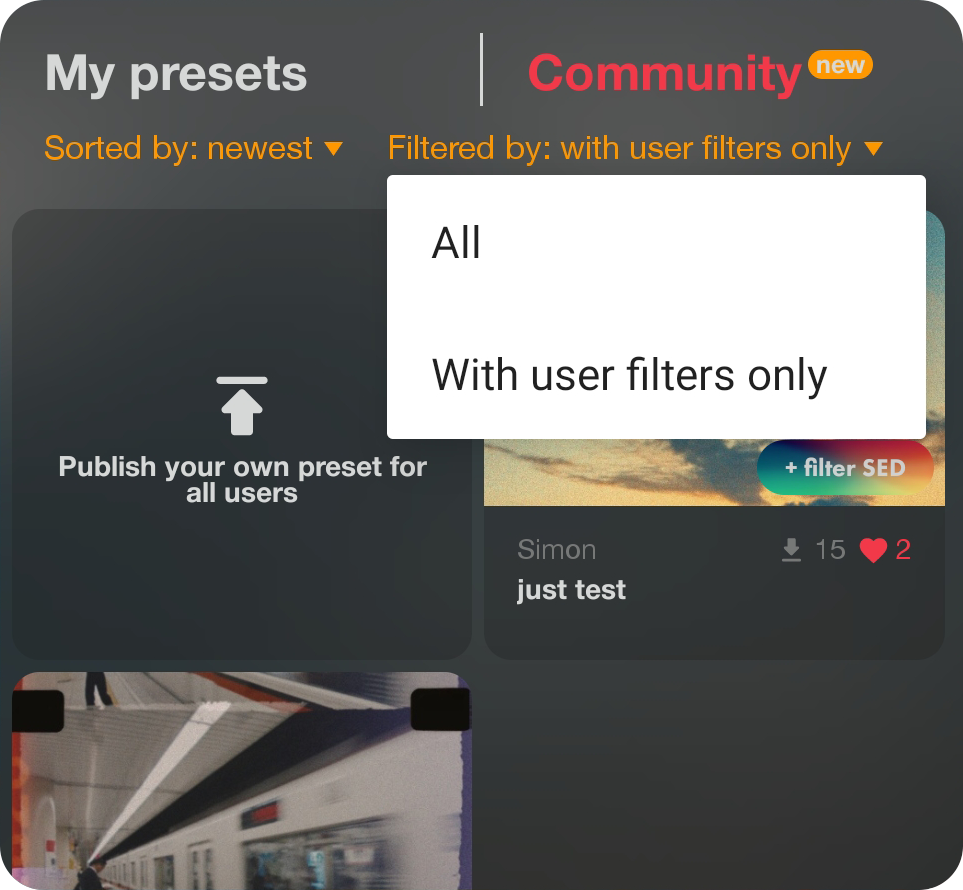 My presets
Community new
Sorted by: newest ▼
Filtered by: with user filters only ▼
All
With user filters only
Publish your own preset for
all users
+ filter SED
Simon
15
2
just test